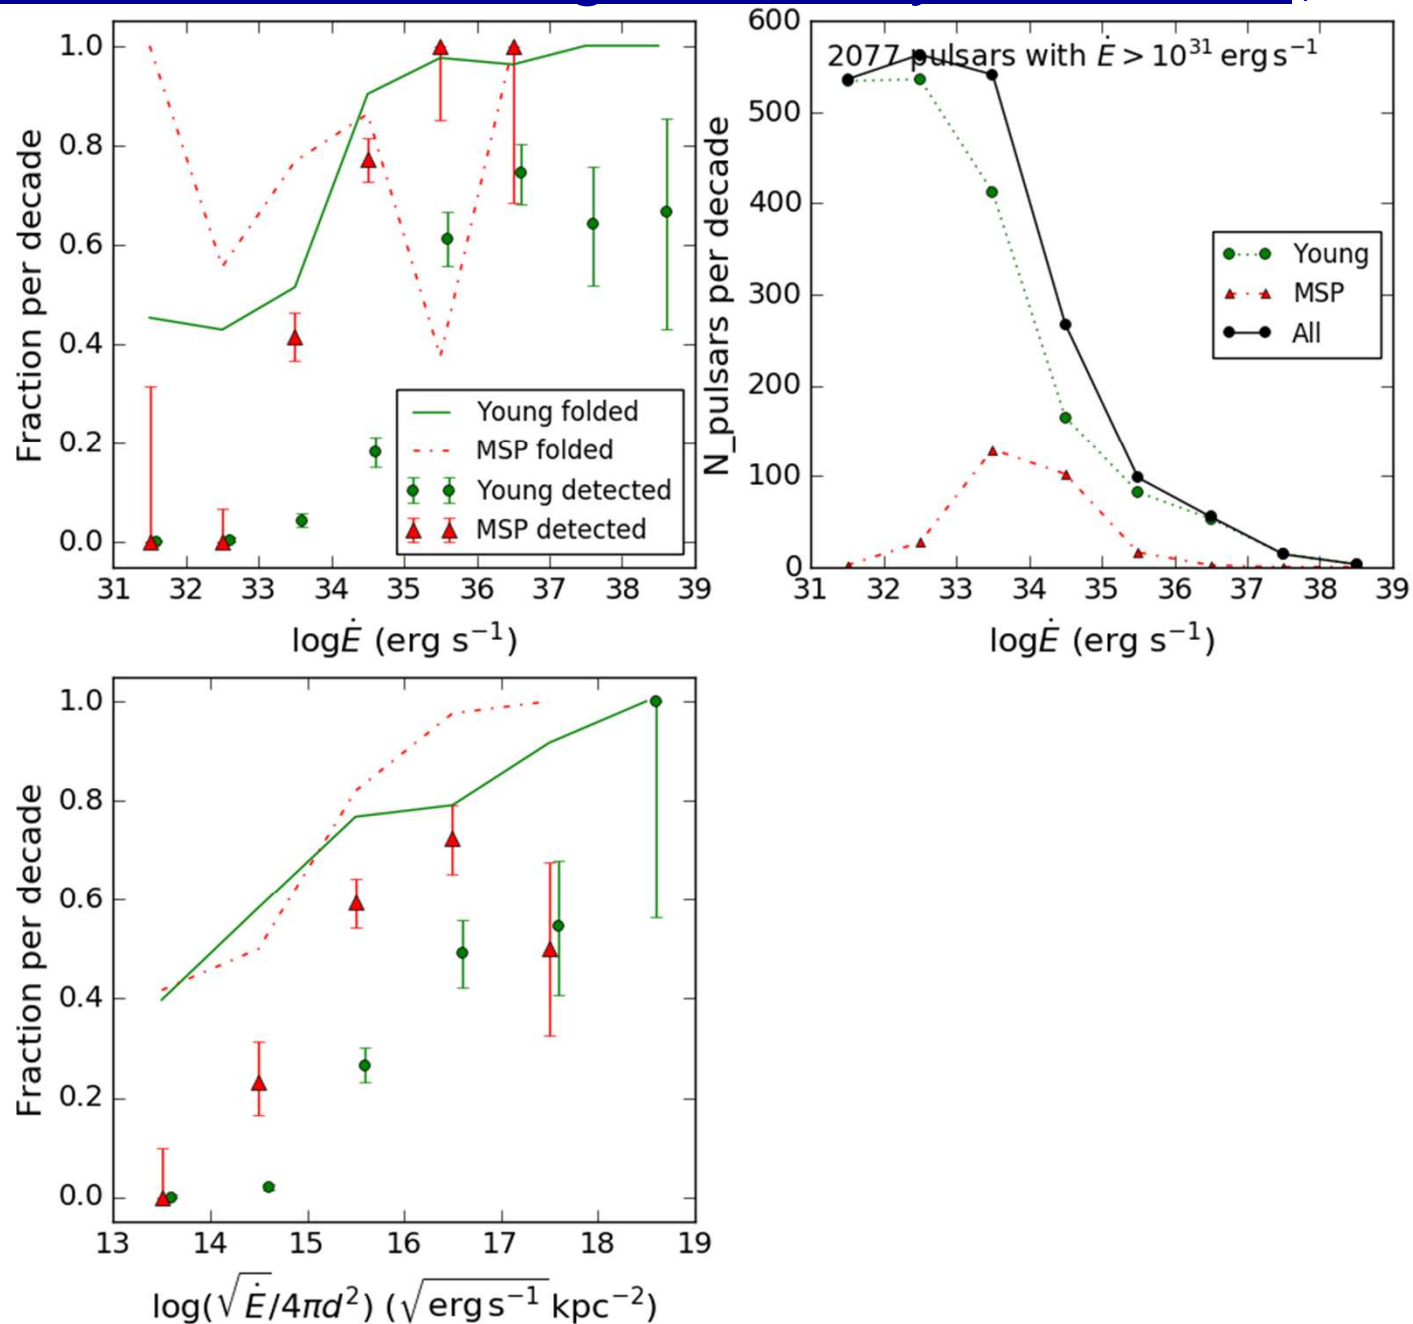 1.0
0.8
0.6
0.4
0.2
0.0
Fraction per decade
31 32 33 34 35 36 37 38 39
logĖ (erg s⁻¹)
Young folded
MSP folded
Young detected
MSP detected
600
500
400
300
200
100
0
N_pulsars per decade
2077 pulsars with Ė > 10³¹ erg s⁻¹
Young
MSP
All
31 32 33 34 35 36 37 38 39
logĖ (erg s⁻¹)
1.0
0.8
0.6
0.4
0.2
0.0
Fraction per decade
13 14 15 16 17 18 19
log(√Ė/4πd²) (√erg s⁻¹ kpc⁻²)